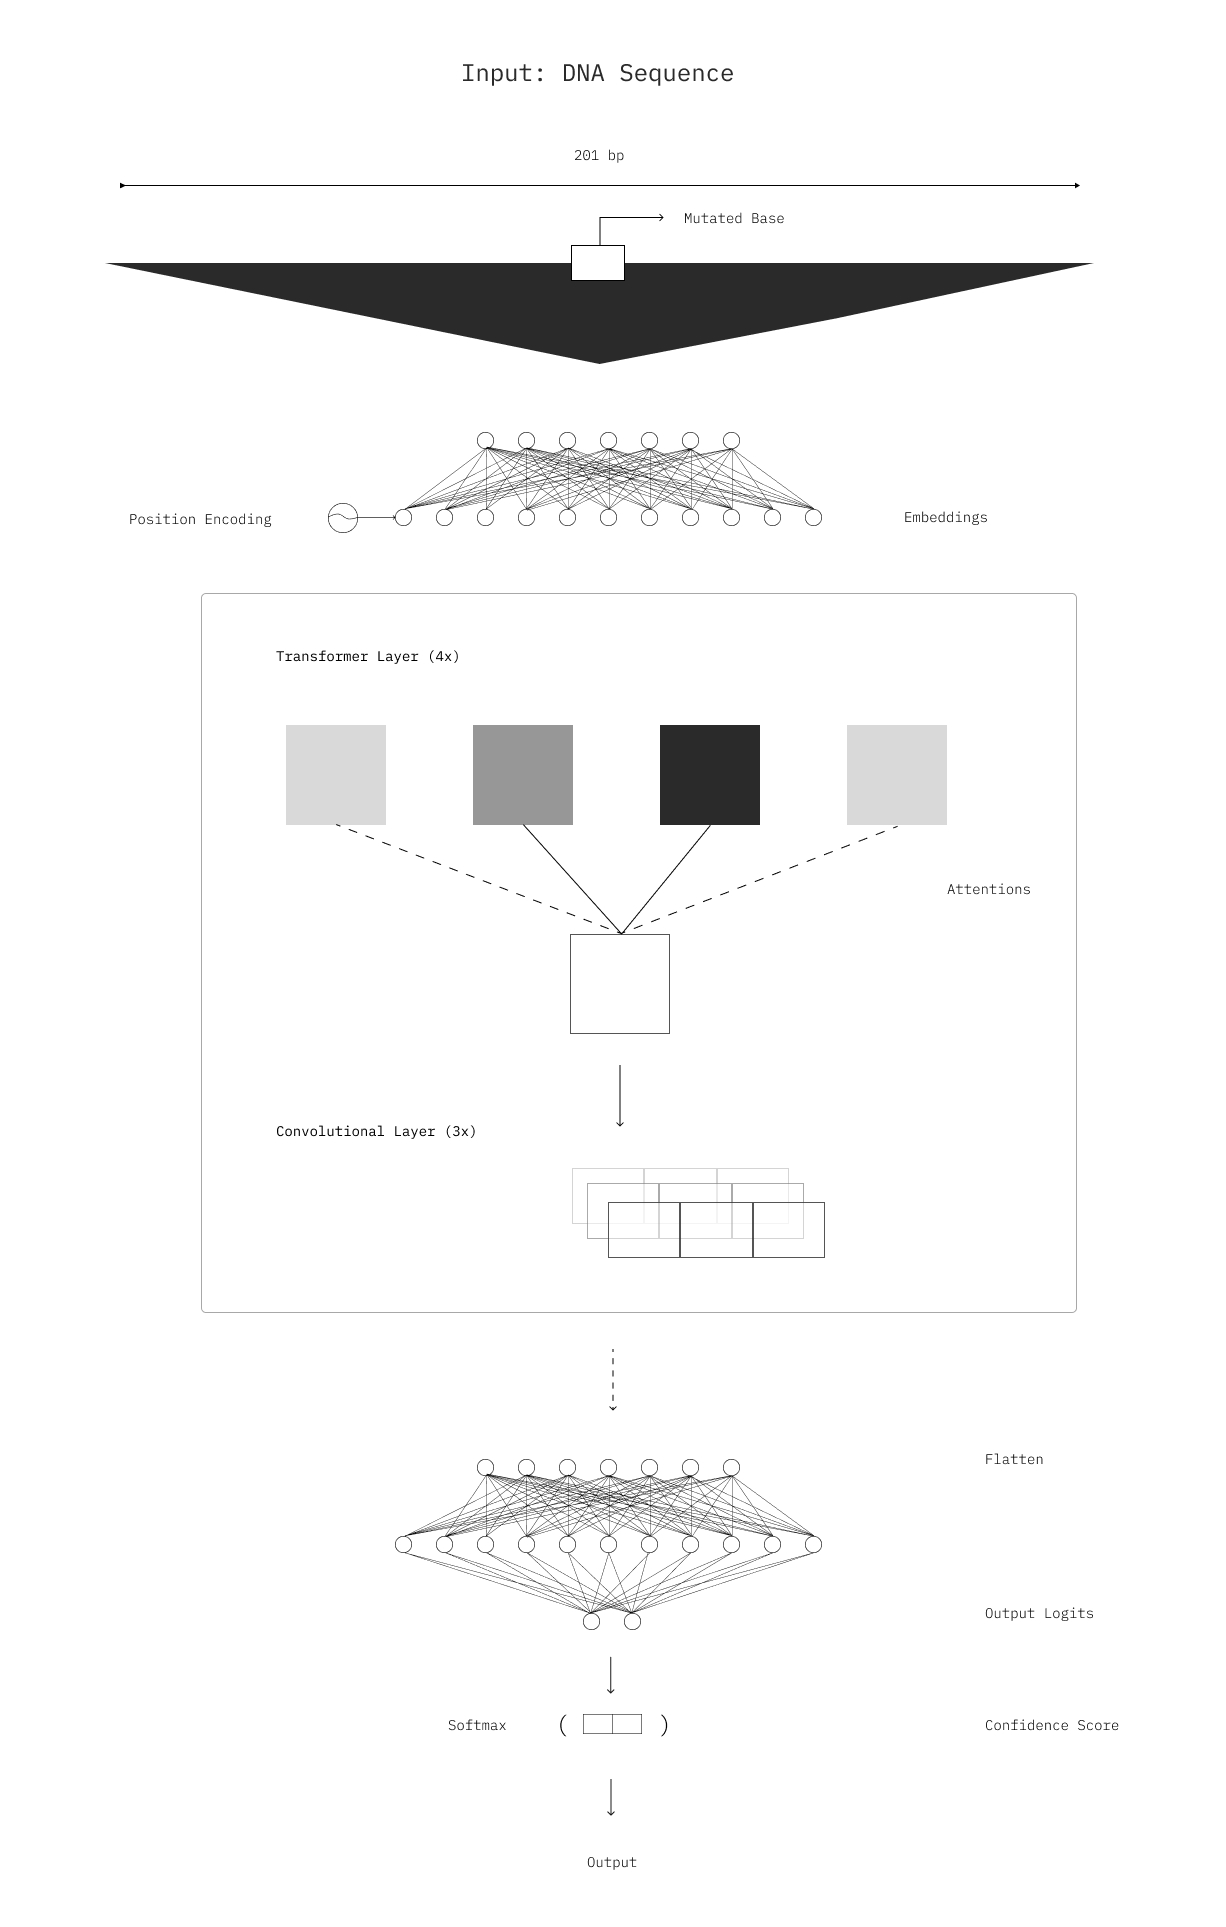 Input: DNA Sequence
201 bp
Mutated Base
Position Encoding
Embeddings
Transformer Layer (4x)
Attentions
Convolutional Layer (3x)
Flatten
Output Logits
Softmax ( ) Confidence Score
Output